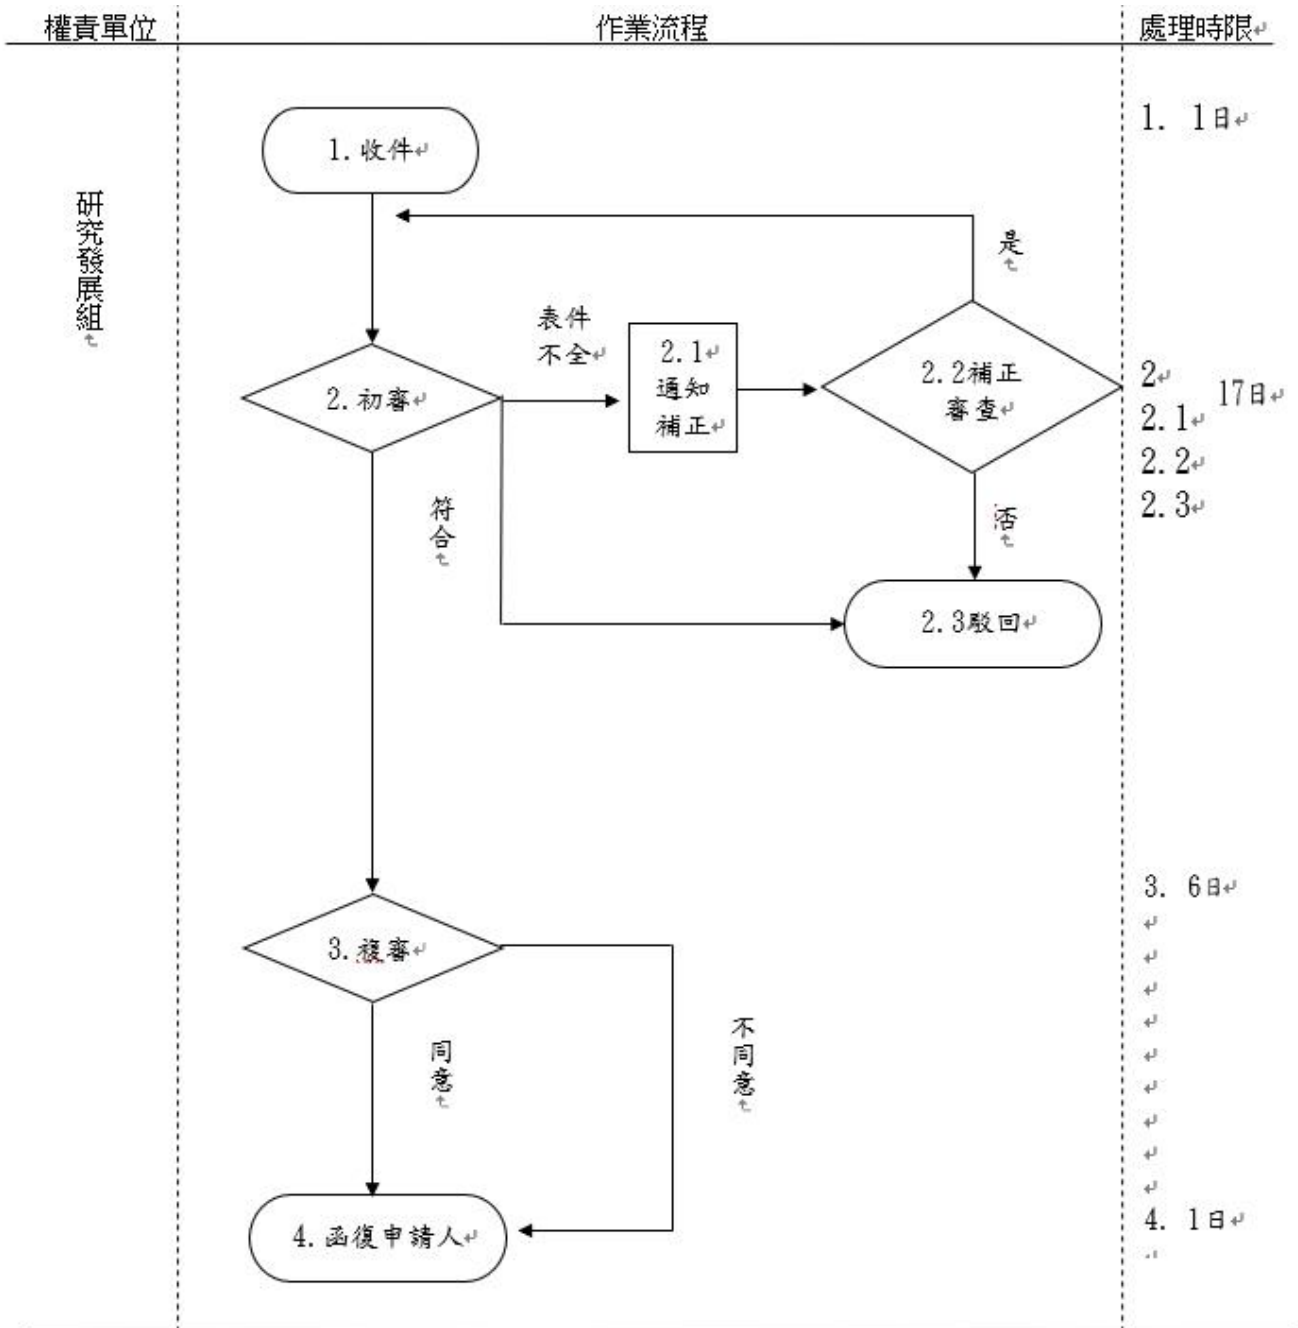 權責單位
作業流程
處理時限
研究發展組
1.收件
1. 1日
是
表件
不全
2.1
通知
補正
2.2補正
審查
2.初審
2
17日
2.1
2.2
2.3
符合
否
2.3駁回
3. 6日
3.複審
同意
不同意
4.函復申請人
4. 1日